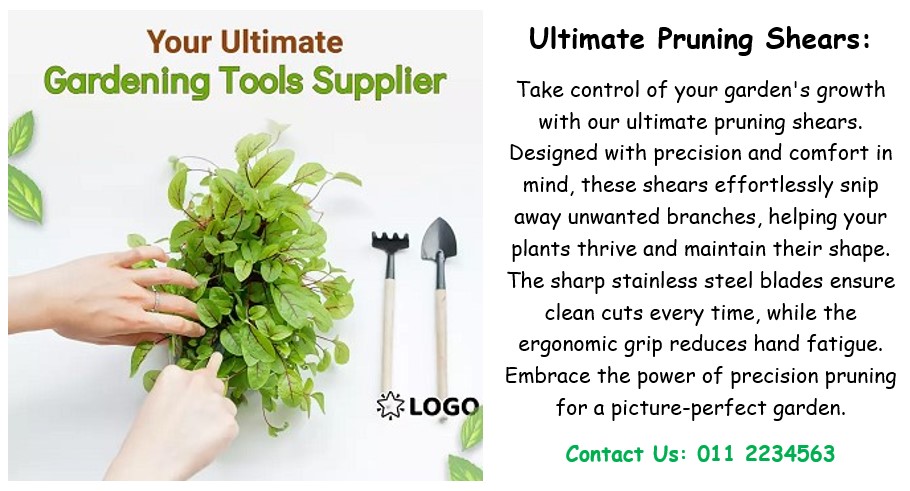 Your Ultimate
Gardening Tools Supplier
LOGO
Ultimate Pruning Shears:
Take control of your garden's growth
with our ultimate pruning shears.
Designed with precision and comfort in
mind, these shears effortlessly snip
away unwanted branches, helping your
plants thrive and maintain their shape.
The sharp stainless steel blades ensure
clean cuts every time, while the
ergonomic grip reduces hand fatigue.
Embrace the power of precision pruning
for a picture-perfect garden.
Contact Us: 011 2234563